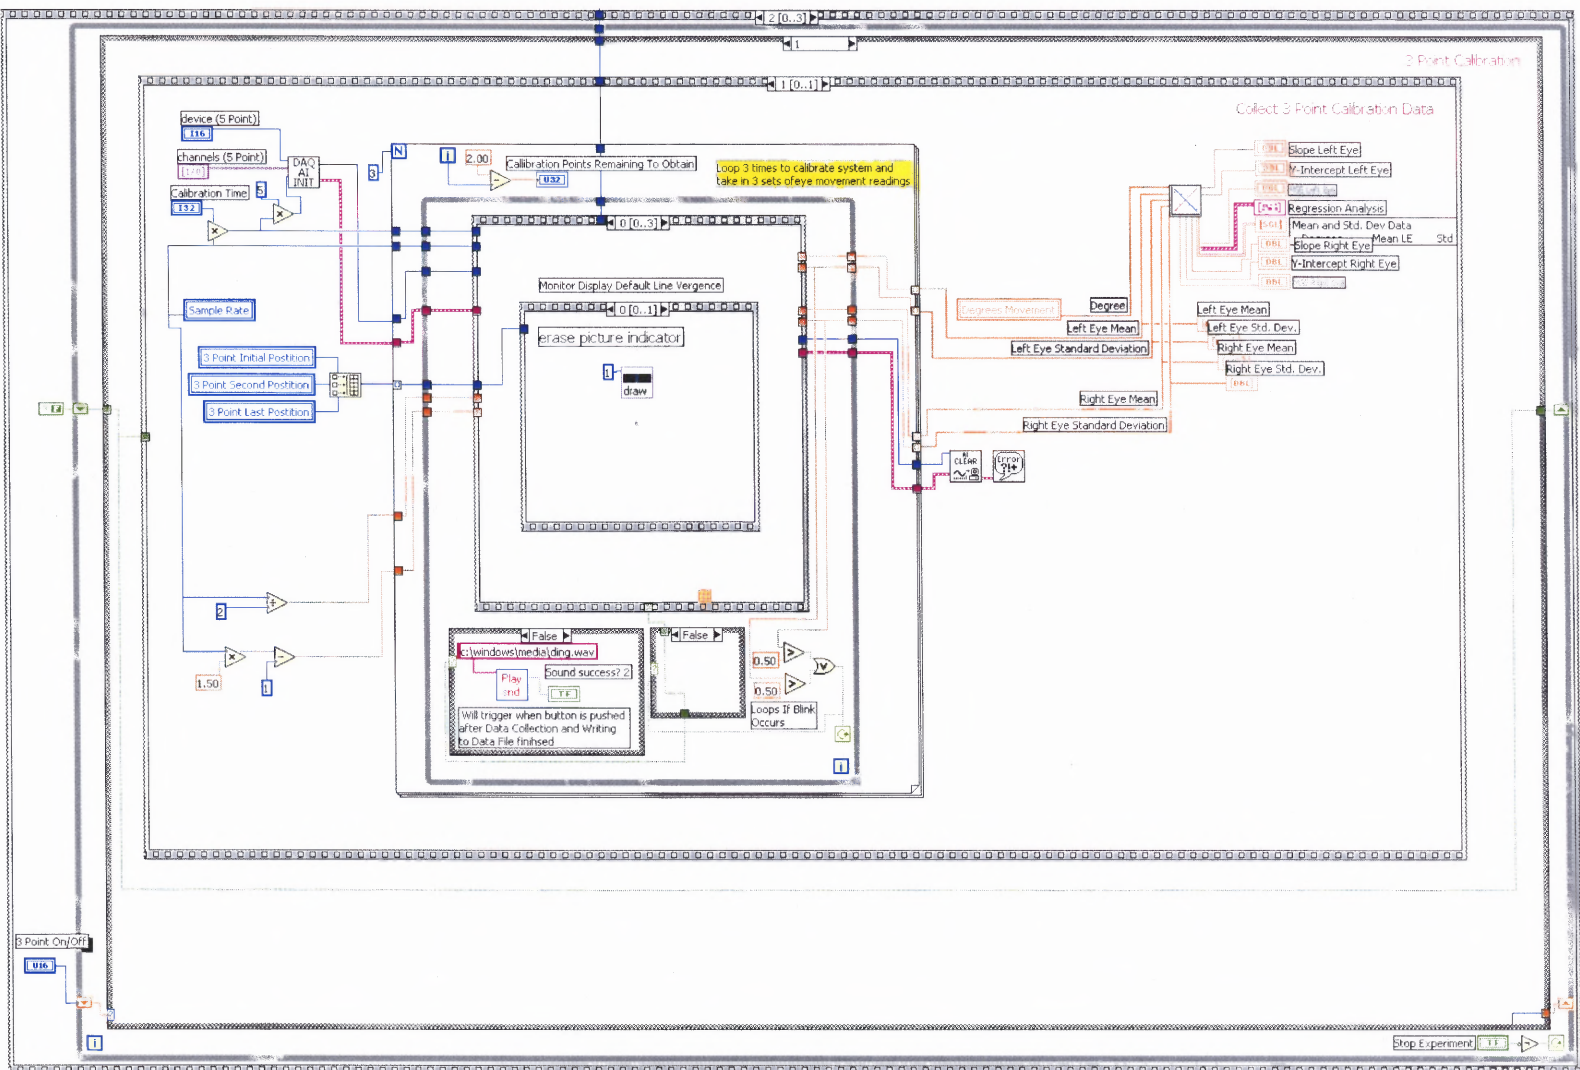 2 [0..3]
1
3 Point Calibration
1 [0..1]
Collect 3 Point Calibration Data
device (5 Point)
I16
channels (5 Point)
[I/O]
DAQ
AI
INIT
Calibration Time
I32
5
3
N
i
2.00
Callibration Points Remaining To Obtain
U32
Loop 3 times to calibrate system and
take in 3 sets ofeye movement readings
0 [0..3]
Monitor Display Default Line Vergence
0 [0..1]
erase picture indicator
1
draw
Sample Rate
3 Point Initial Postition
3 Point Second Postition
3 Point Last Postition
2
1.50
1
False
c:\windows\media\ding.wav
Sound success? 2
Play
snd
TF
Will trigger when button is pushed
after Data Collection and Writing
to Data File finihsed
False
0.50
0.50
Loops If Blink
Occurs
i
Slope Left Eye
Y-Intercept Left Eye
Regression Analysis
Mean and Std. Dev Data
Mean LE Std
DBL
Slope Right Eye
DBL
Y-Intercept Right Eye
DBL
Degrees Movement
Degree
Left Eye Mean
Left Eye Mean
Left Eye Std. Dev.
Left Eye Standard Deviation
Right Eye Mean
Right Eye Std. Dev.
DBL
Right Eye Mean
Right Eye Standard Deviation
AI
CLEAR
Error
?!+
3 Point On/Off
U16
i
Stop Experiment
TF